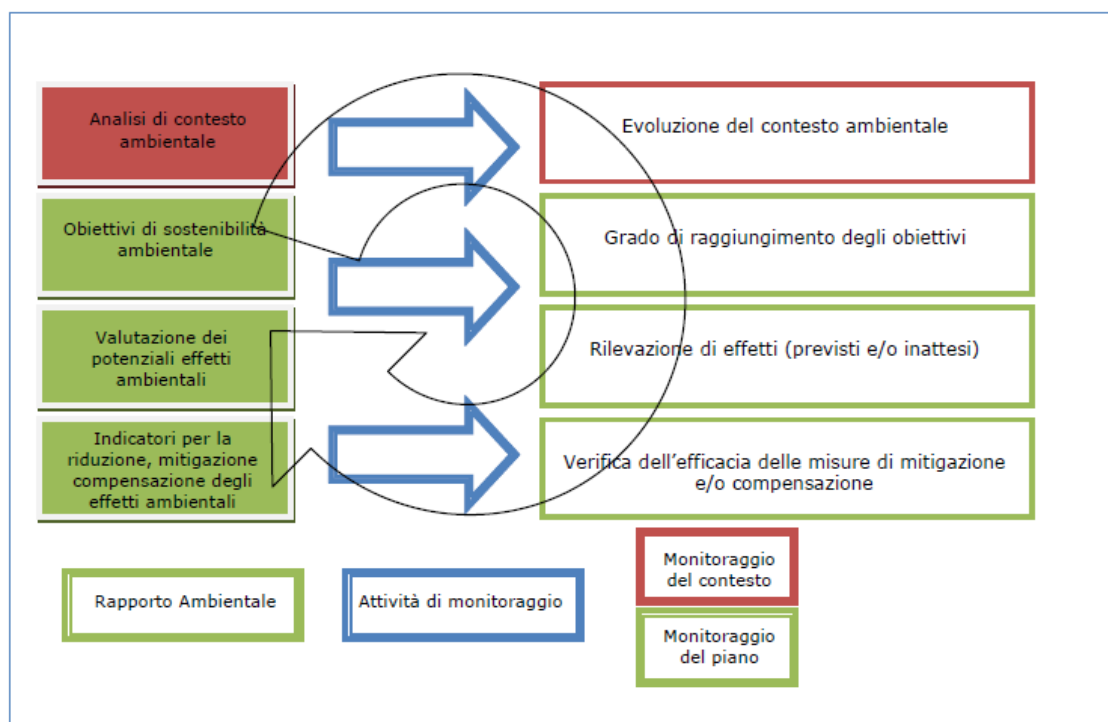 Analisi di contesto
ambientale
Evoluzione del contesto ambientale
Obiettivi di sostenibilità
ambientale
Grado di raggiungimento degli obiettivi
Valutazione dei
potenziali effetti
ambientali
Rilevazione di effetti (previsti e/o inattesi)
Indicatori per la
riduzione, mitigazione
compensazione degli
effetti ambientali
Verifica dell'efficacia delle misure di mitigazione
e/o compensazione
Rapporto Ambientale
Attività di monitoraggio
Monitoraggio
del contesto
Monitoraggio
del piano